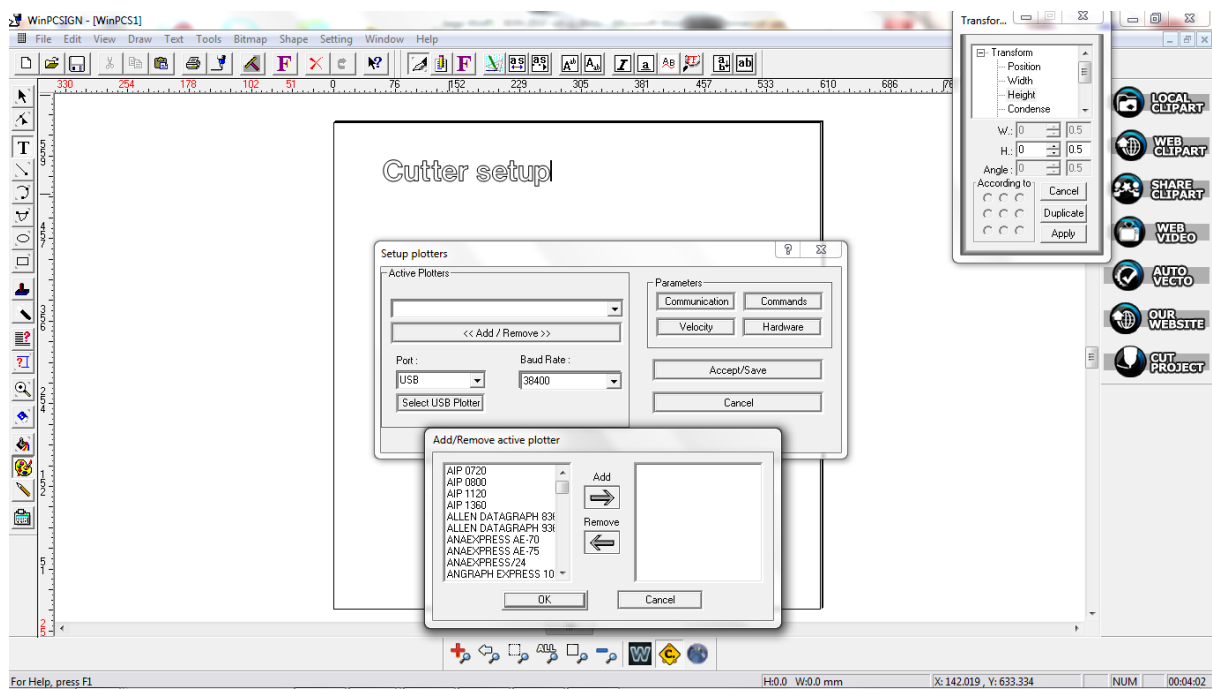 WinPCSIGN - [WinPCS1]
File Edit View Draw Text Tools Bitmap Shape Setting Window Help
330 254 178 102 51 0 76 152 229 305 381 457 533 610 686
Cutter setup
Setup plotters
Active Plotters
<< Add / Remove >>
Port :
Baud Rate :
USB
38400
Select USB Plotter
Parameters
Communication
Commands
Velocity
Hardware
Accept/Save
Cancel
Add/Remove active plotter
AIP 0720
AIP 0800
AIP 1120
AIP 1360
ALLEN DATAGRAPH 836
ALLEN DATAGRAPH 936
ANAEXPRESS AE-70
ANAEXPRESS AE-75
ANAEXPRESS/24
ANGRAPH EXPRESS 10
Add
Remove
OK
Cancel
Transfor...
Transform
Position
Width
Height
Condense
W.: 0 0.5
H.: 0 0.5
Angle : 0 0.5
According to
Cancel
Duplicate
Apply
LOCAL CLIPART
WEB CLIPART
SHARE CLIPART
WEB VIDEO
AUTO VECTO
OUR WEBSITE
CUT PROJECT
ALL
For Help, press F1
H:0.0 W:0.0 mm
X: 142.019 , Y: 633.334
NUM
00:04:02